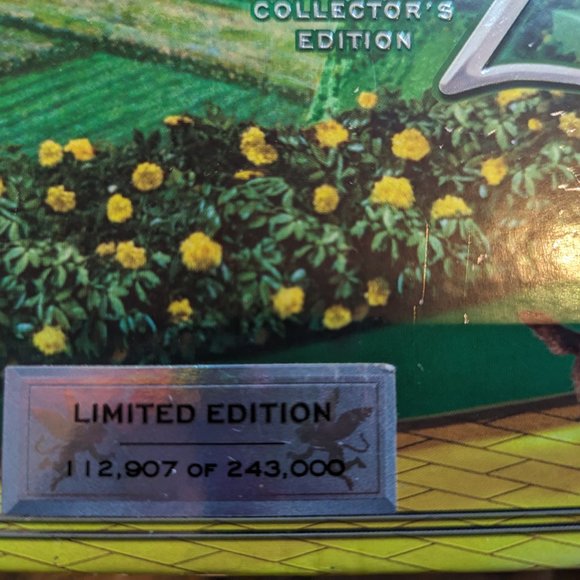 COLLECTOR'S
EDITION
LIMITED EDITION
112,907 OF 243,000